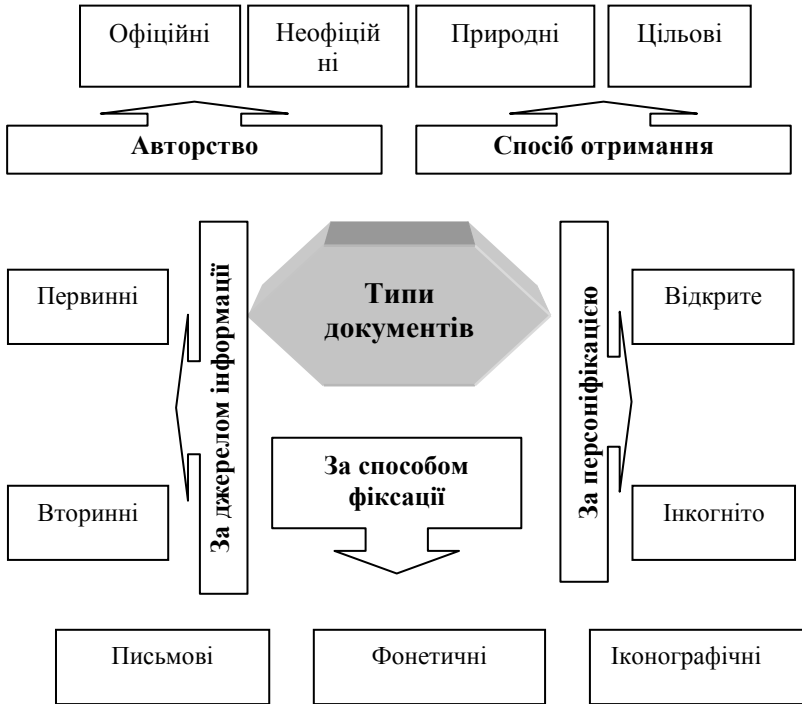 Офіційні
Неофіцій
ні
Природні
Цільові
Авторство
Спосіб отримання
За джерелом інформації
Типи
документів
За персоніфікацією
Первинні
Відкрите
За способом
фіксації
Вторинні
Інкогніто
Письмові
Фонетичні
Іконографічні